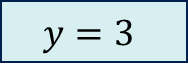 y = 3